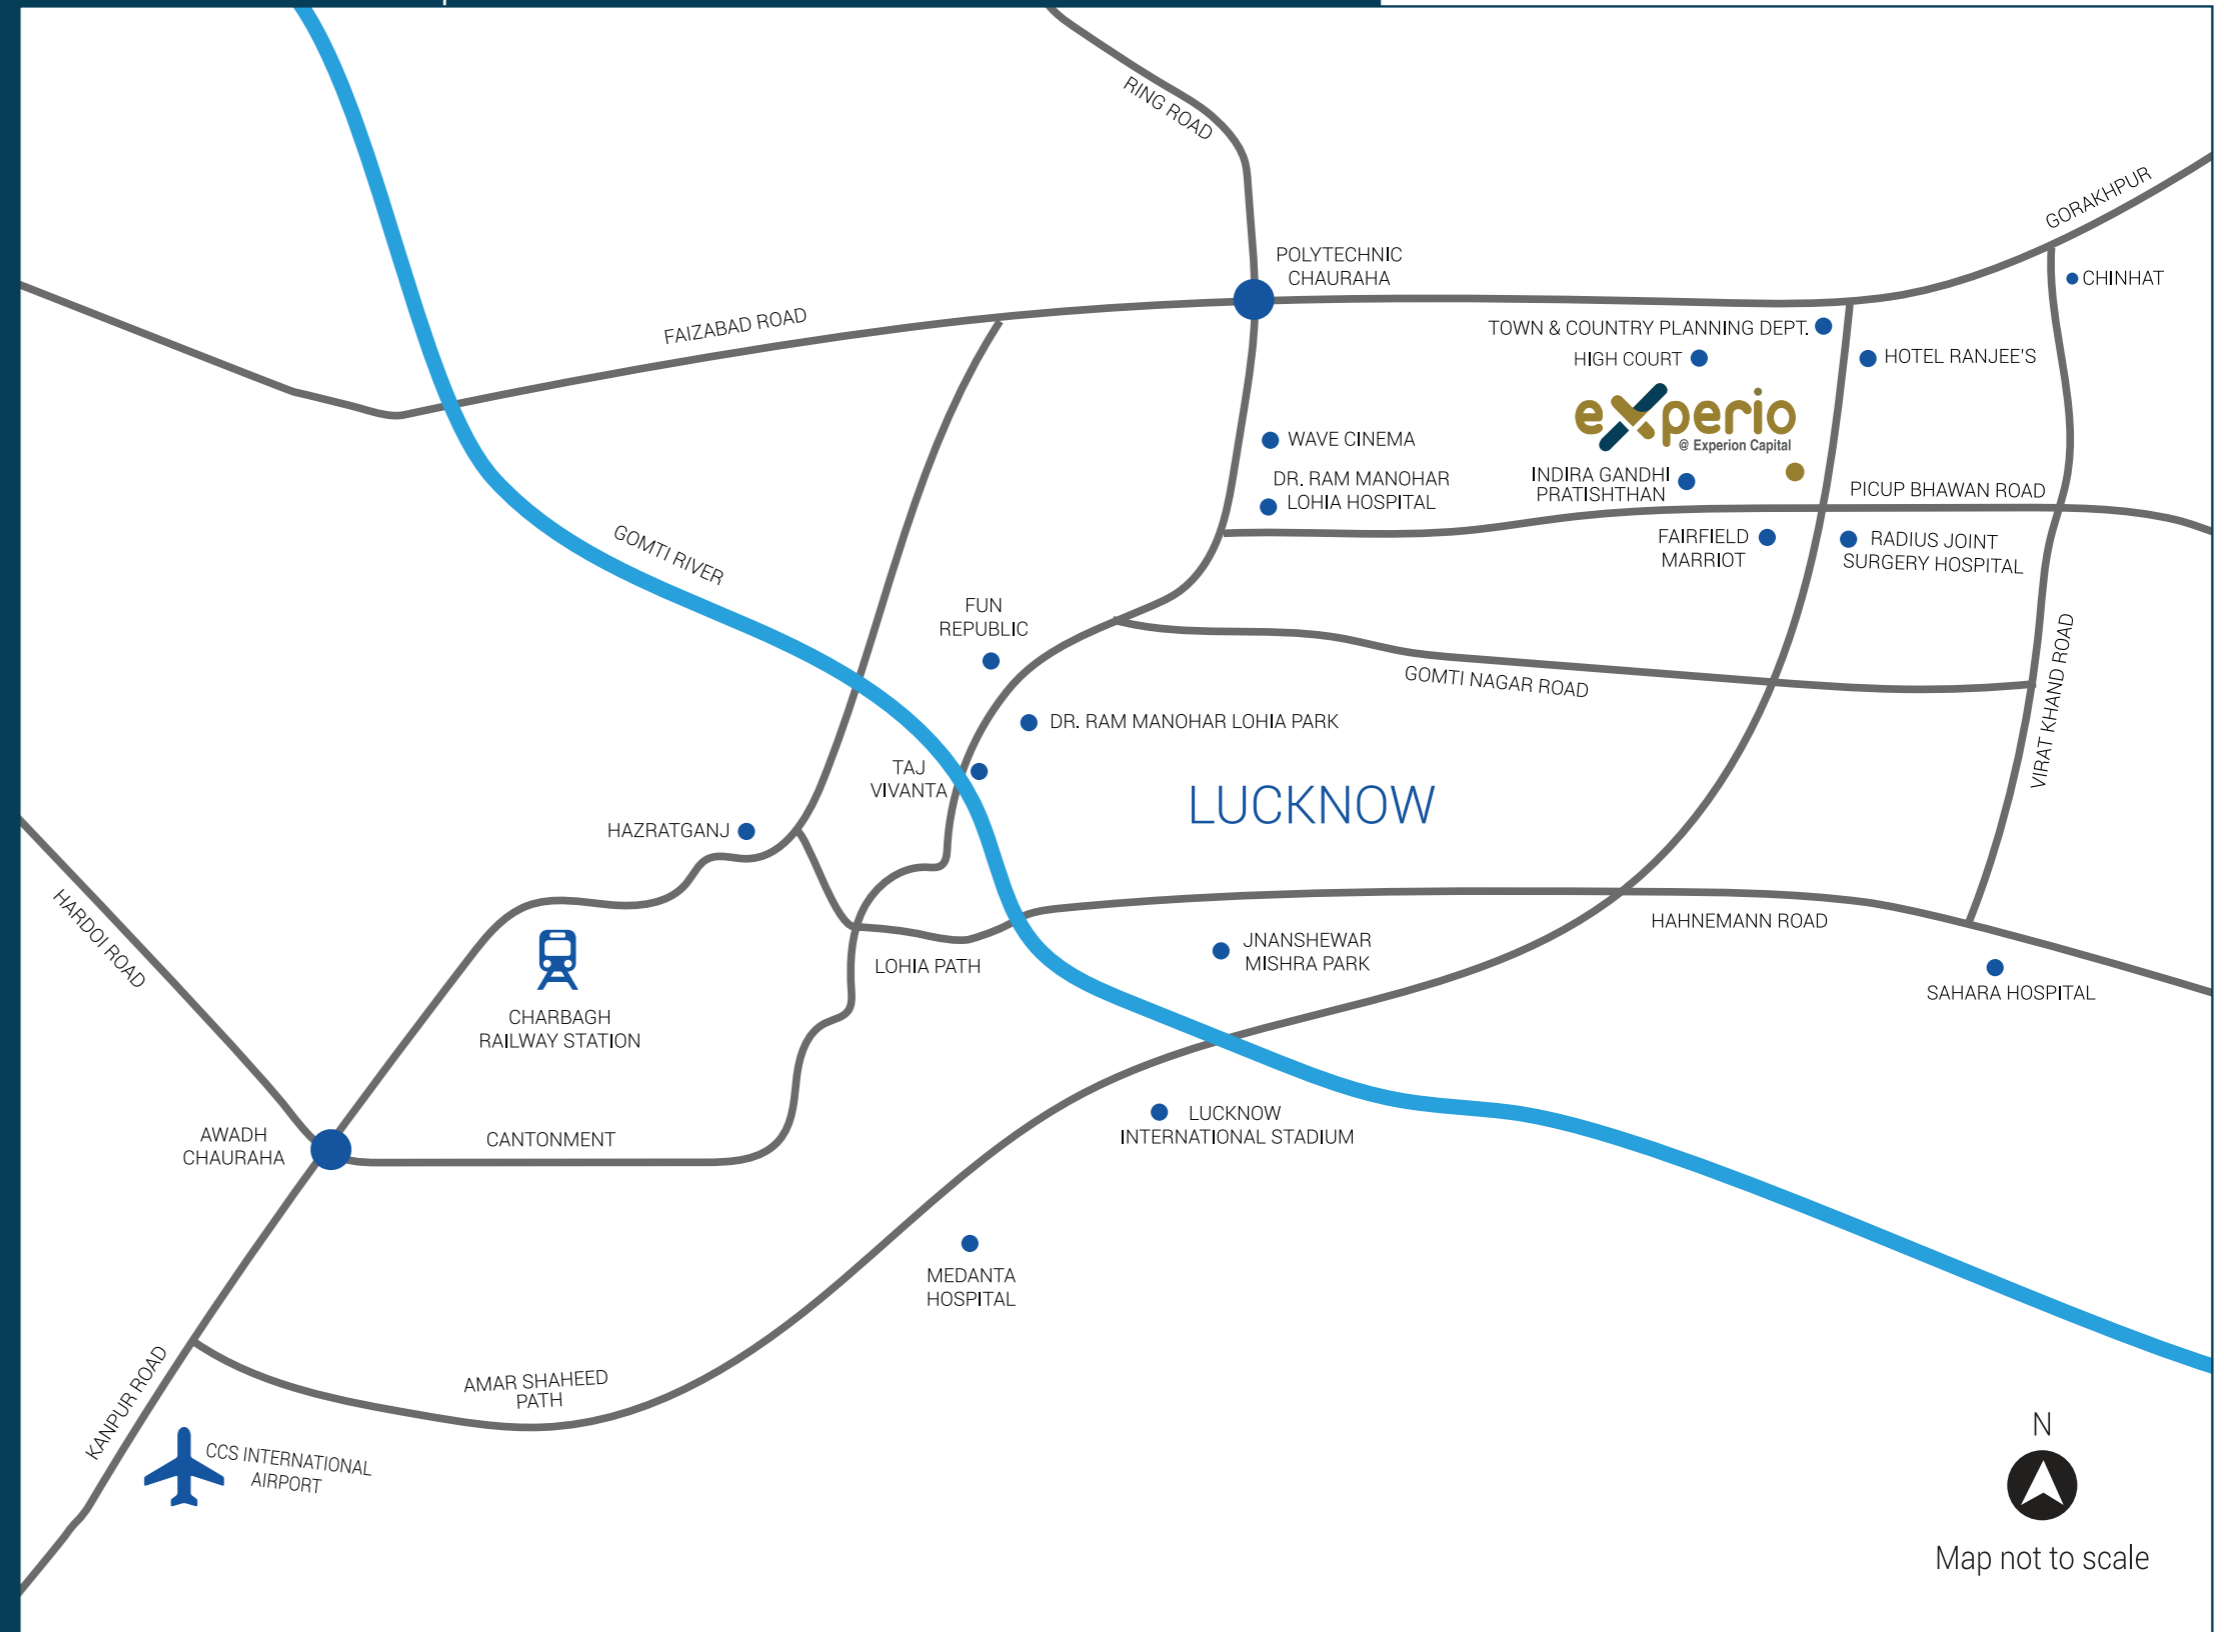 RING ROAD
GORAKHPUR
POLYTECHNIC
CHAURAHA
CHINHAT
FAIZABAD ROAD
TOWN & COUNTRY PLANNING DEPT.
HIGH COURT
HOTEL RANJEE'S
experio
@ Experion Capital
WAVE CINEMA
DR. RAM MANOHAR
LOHIA HOSPITAL
INDIRA GANDHI
PRATISHTHAN
PICUP BHAWAN ROAD
FAIRFIELD
MARRIOT
RADIUS JOINT
SURGERY HOSPITAL
GOMTI RIVER
FUN
REPUBLIC
GOMTI NAGAR ROAD
VIRAT KHAND ROAD
DR. RAM MANOHAR LOHIA PARK
TAJ
VIVANTA
LUCKNOW
HAZRATGANJ
HARDOI ROAD
HAHNEMANN ROAD
JNANSHEWAR
MISHRA PARK
LOHIA PATH
SAHARA HOSPITAL
CHARBAGH
RAILWAY STATION
LUCKNOW
INTERNATIONAL STADIUM
AWADH
CHAURAHA
CANTONMENT
MEDANTA
HOSPITAL
AMAR SHAHEED
PATH
KANPUR ROAD
CCS INTERNATIONAL
AIRPORT
N
Map not to scale